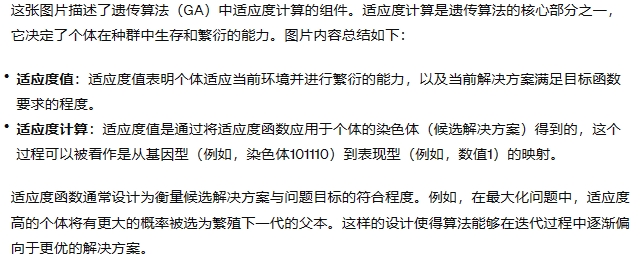 这张图片描述了遗传算法（GA）中适应度计算的组件。适应度计算是遗传算法的核心部分之一，
它决定了个体在种群中生存和繁衍的能力。图片内容总结如下：
• 适应度值：适应度值表明个体适应当前环境并进行繁衍的能力，以及当前解决方案满足目标函数
要求的程度。
• 适应度计算：适应度值是通过将适应度函数应用于个体的染色体（候选解决方案）得到的，这个
过程可以被看作是从基因型（例如，染色体101110）到表现型（例如，数值1）的映射。
适应度函数通常设计为衡量候选解决方案与问题目标的符合程度。例如，在最大化问题中，适应度
高的个体将有更大的概率被选为繁殖下一代的父本。这样的设计使得算法能够在迭代过程中逐渐偏
向于更优的解决方案。